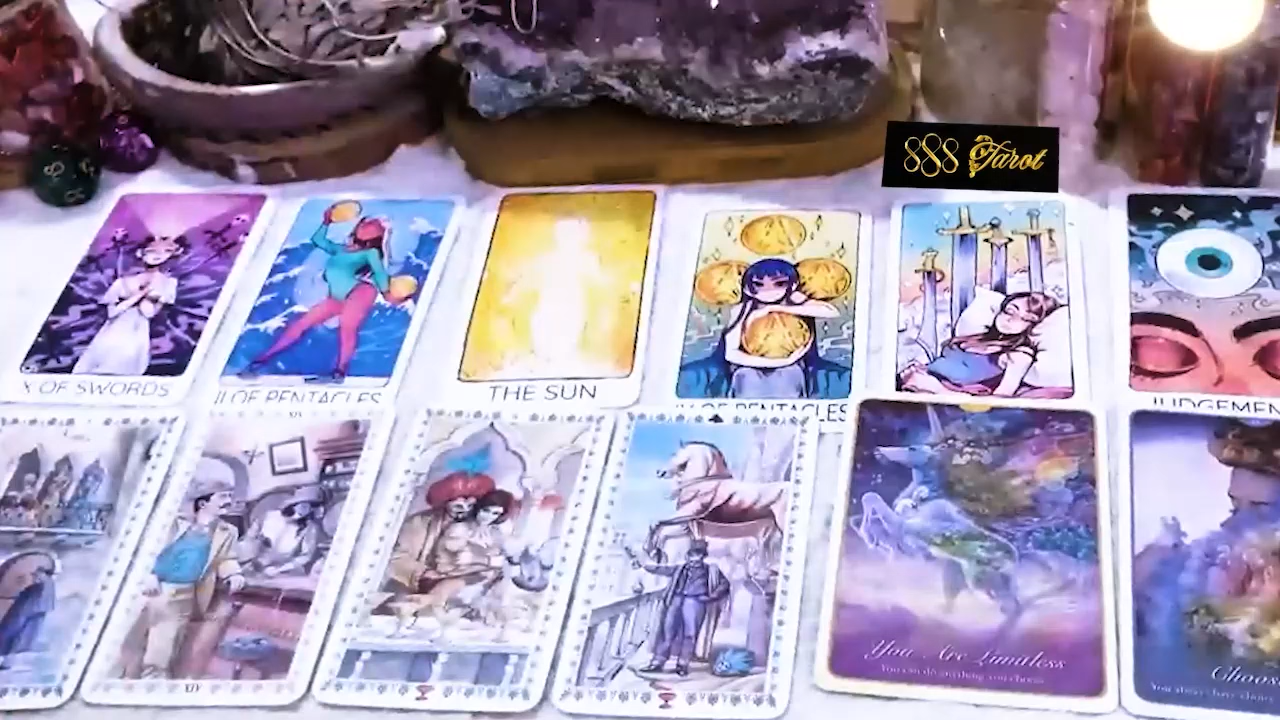 888 Tarot
OF SWORDS
OF PENTACLES
THE SUN
OF PENTACLES
JUDGEMEN
XIV
You Are Limitless
You can do anything you choose
Choos